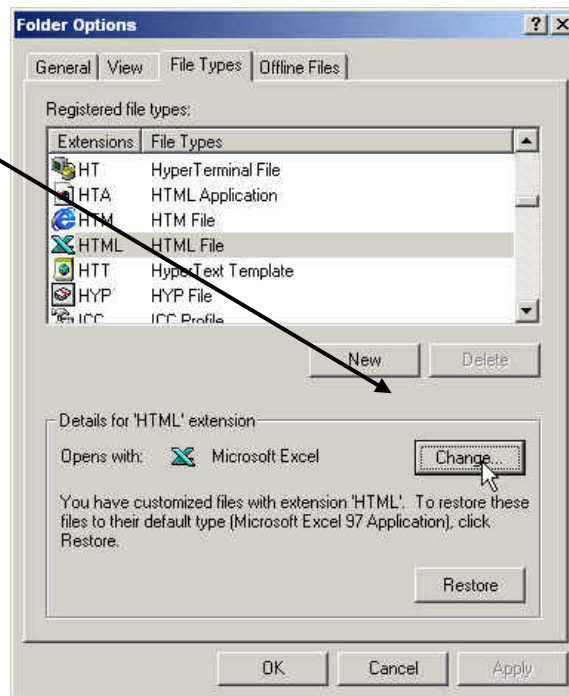 Folder Options
General View File Types Offline Files
Registered file types:
Extensions File Types
HT HyperTerminal File
HTA HTML Application
HTM HTM File
HTML HTML File
HTT HyperText Template
HYP HYP File
ICC ICC Profile
New Delete
Details for 'HTML' extension
Opens with: Microsoft Excel Change...
You have customized files with extension 'HTML'. To restore these
files to their default type (Microsoft Excel 97 Application), click
Restore.
Restore
OK Cancel Apply